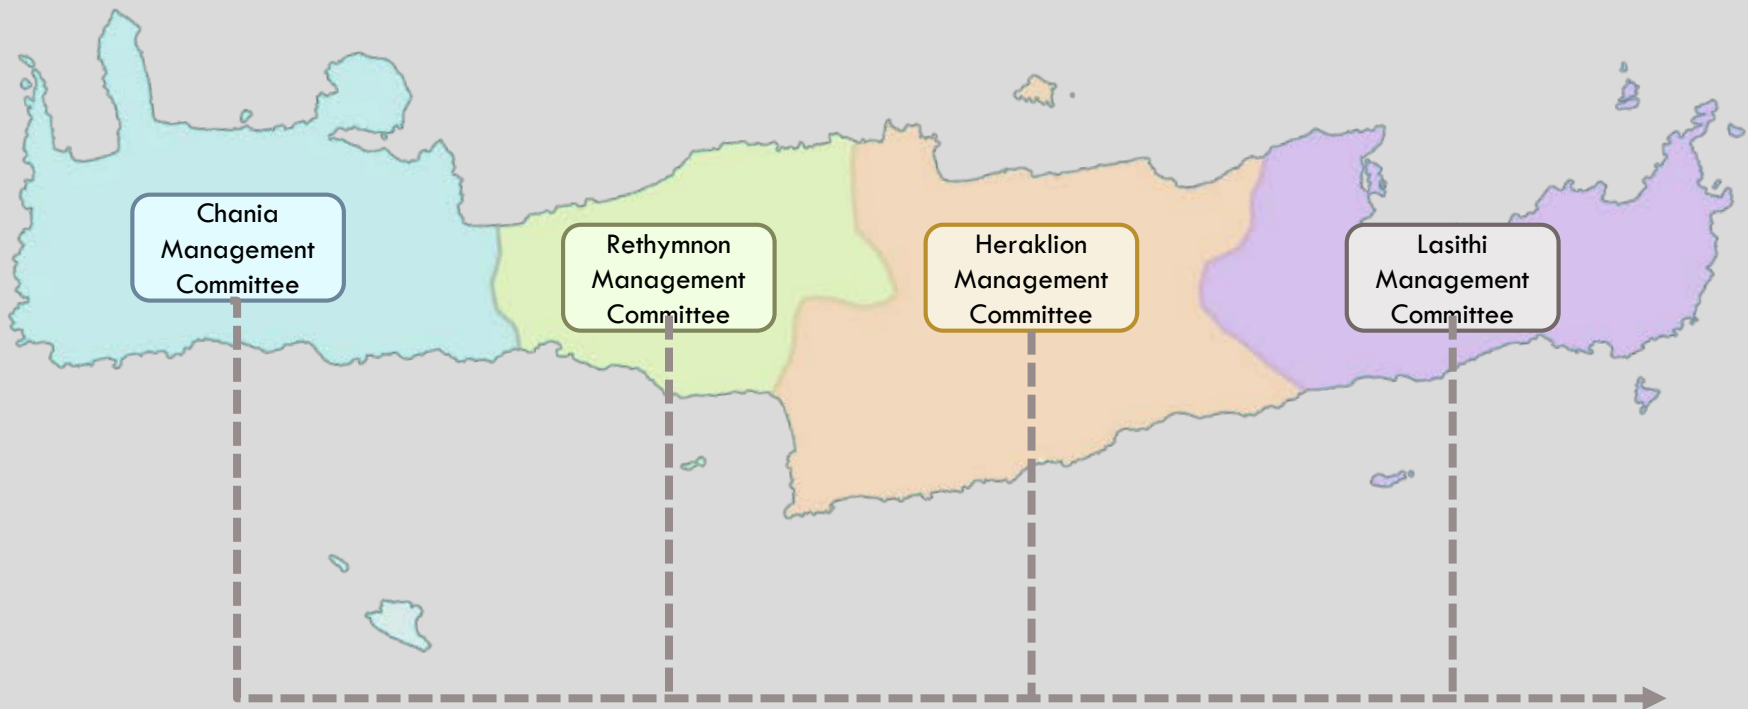 Chania
Management
Committee
Rethymnon
Management
Committee
Heraklion
Management
Committee
Lasithi
Management
Committee